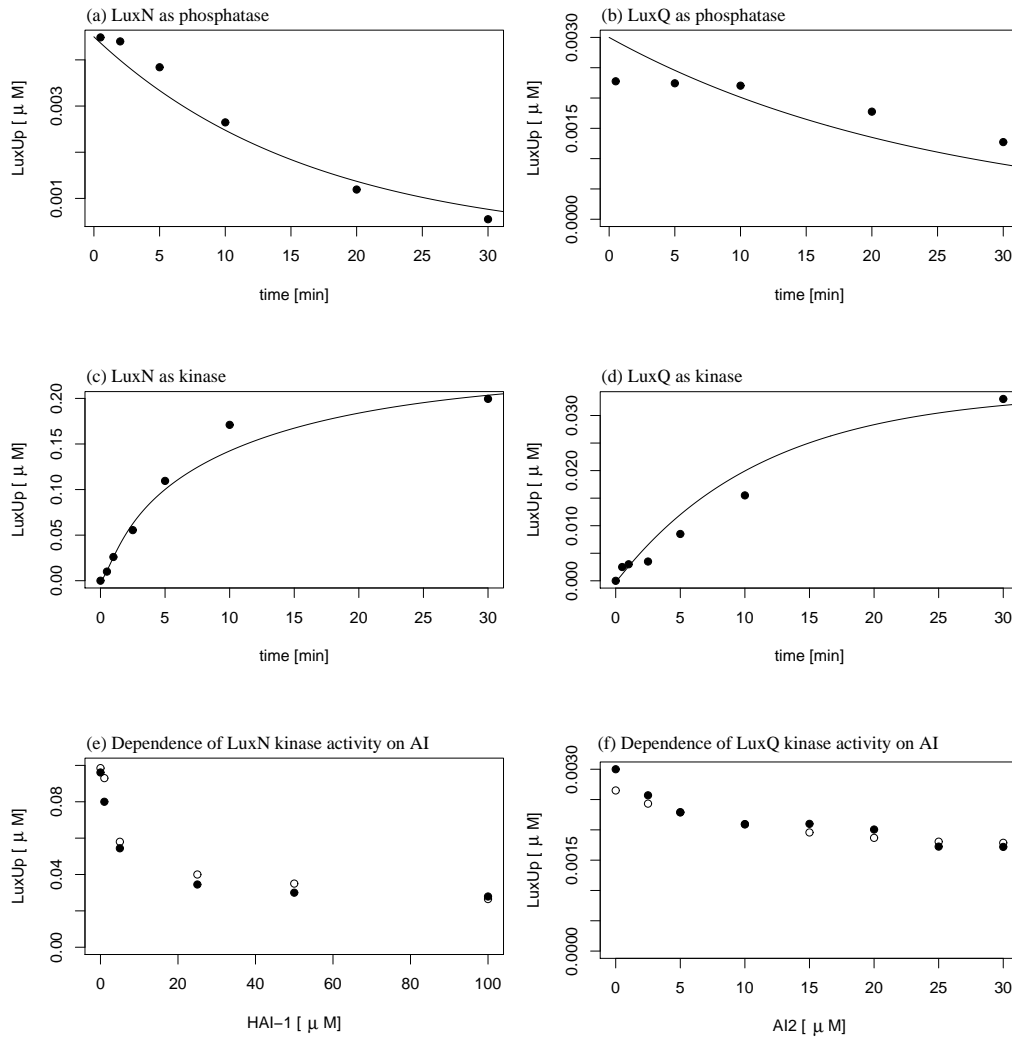 (a) LuxN as phosphatase
LuxUp [ μ M]
0.001
0.003
0 5 10 15 20 25 30
time [min]
(b) LuxQ as phosphatase
LuxUp [ μ M]
0.0000
0.0015
0.0030
0 5 10 15 20 25 30
time [min]
(c) LuxN as kinase
LuxUp [ μ M]
0.00 0.05 0.10 0.15 0.20
0 5 10 15 20 25 30
time [min]
(d) LuxQ as kinase
LuxUp [ μ M]
0.000 0.010 0.020 0.030
0 5 10 15 20 25 30
time [min]
(e) Dependence of LuxN kinase activity on AI
LuxUp [ μ M]
0.00 0.04 0.08
0 20 40 60 80 100
HAI−1 [ μ M]
(f) Dependence of LuxQ kinase activity on AI
LuxUp [ μ M]
0.0000 0.0015 0.0030
0 5 10 15 20 25 30
AI2 [ μ M]